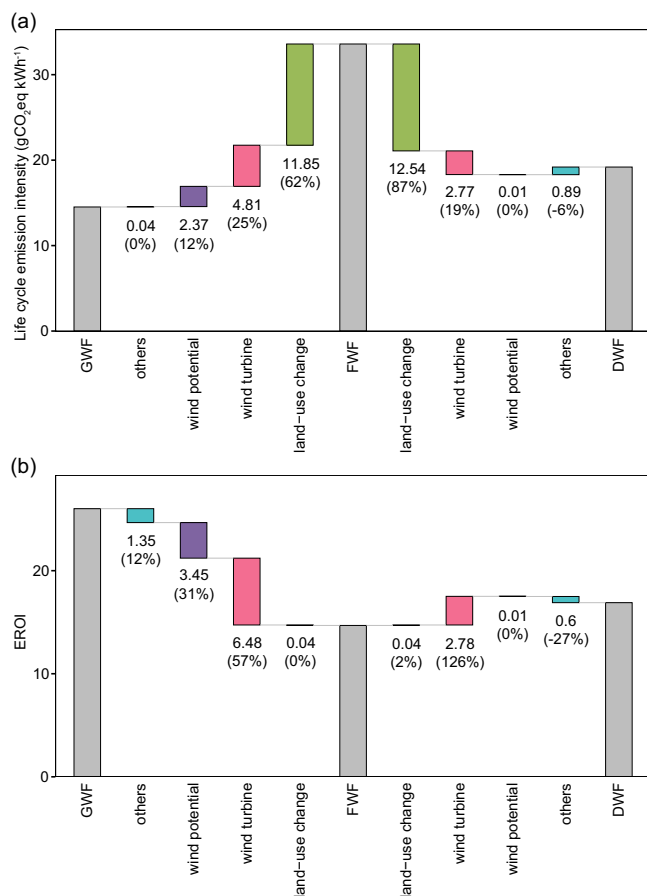 (a)
Life cycle emission intensity (gCO₂eq kWh⁻¹)
30
20
10
0
0.04
(0%)
2.37
(12%)
4.81
(25%)
11.85
(62%)
12.54
(87%)
2.77
(19%)
0.01
(0%)
0.89
(-6%)
GWF
others
wind potential
wind turbine
land−use change
FWF
land−use change
wind turbine
wind potential
others
DWF
(b)
EROI
20
10
0
1.35
(12%)
3.45
(31%)
6.48
(57%)
0.04
(0%)
0.04
(2%)
2.78
(126%)
0.01
(0%)
0.6
(-27%)
GWF
others
wind potential
wind turbine
land−use change
FWF
land−use change
wind turbine
wind potential
others
DWF